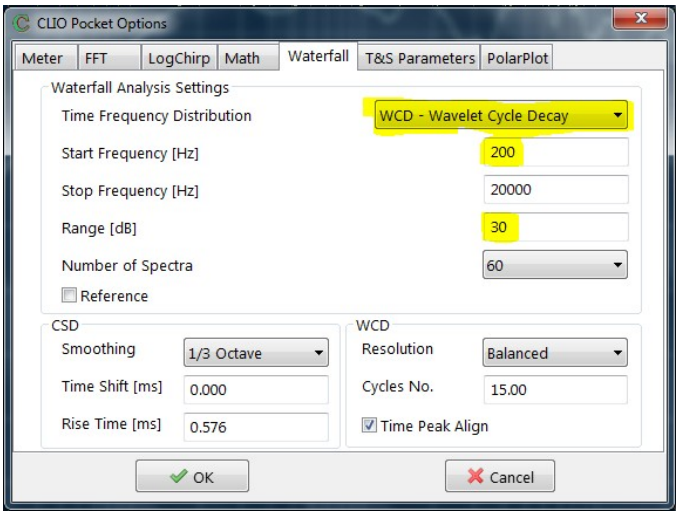 CLIO Pocket Options
Meter FFT LogChirp Math Waterfall T&S Parameters PolarPlot
Waterfall Analysis Settings
Time Frequency Distribution WCD - Wavelet Cycle Decay
Start Frequency [Hz] 200
Stop Frequency [Hz] 20000
Range [dB] 30
Number of Spectra 60
Reference
CSD
Smoothing 1/3 Octave
Time Shift [ms] 0.000
Rise Time [ms] 0.576
WCD
Resolution Balanced
Cycles No. 15.00
Time Peak Align
OK Cancel